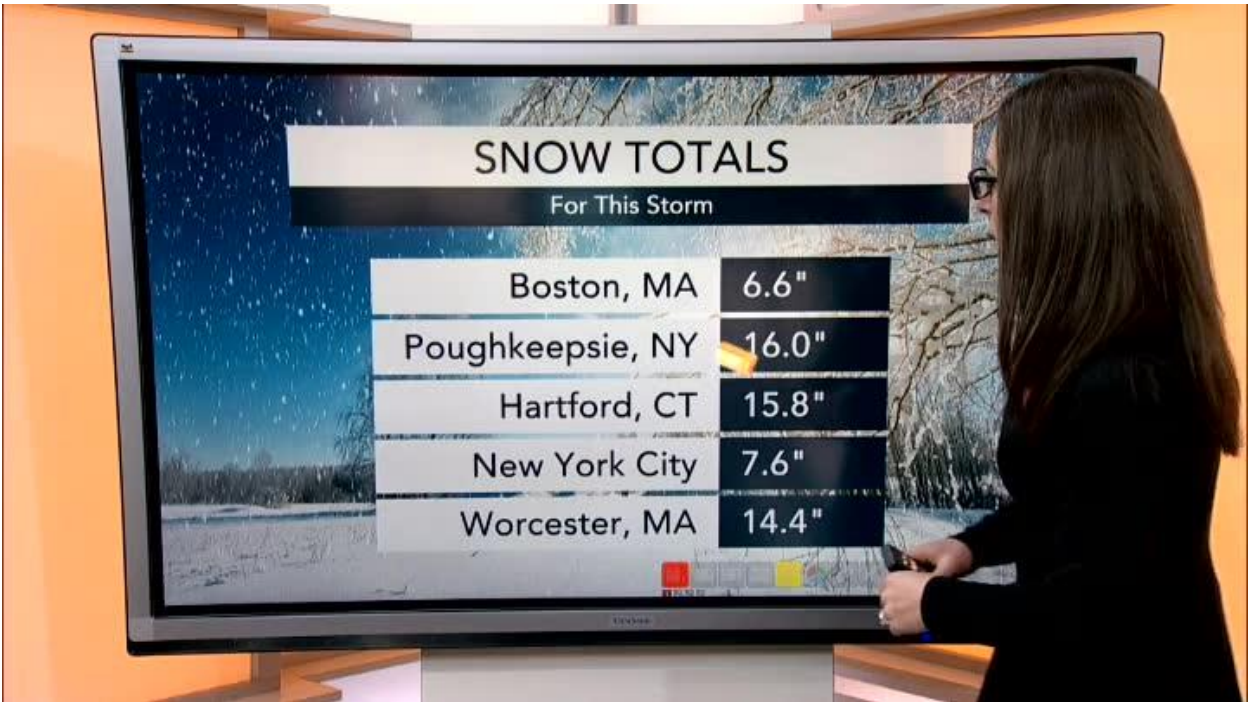 SNOW TOTALS
For This Storm
Boston, MA 6.6"
Poughkeepsie, NY 16.0"
Hartford, CT 15.8"
New York City 7.6"
Worcester, MA 14.4"